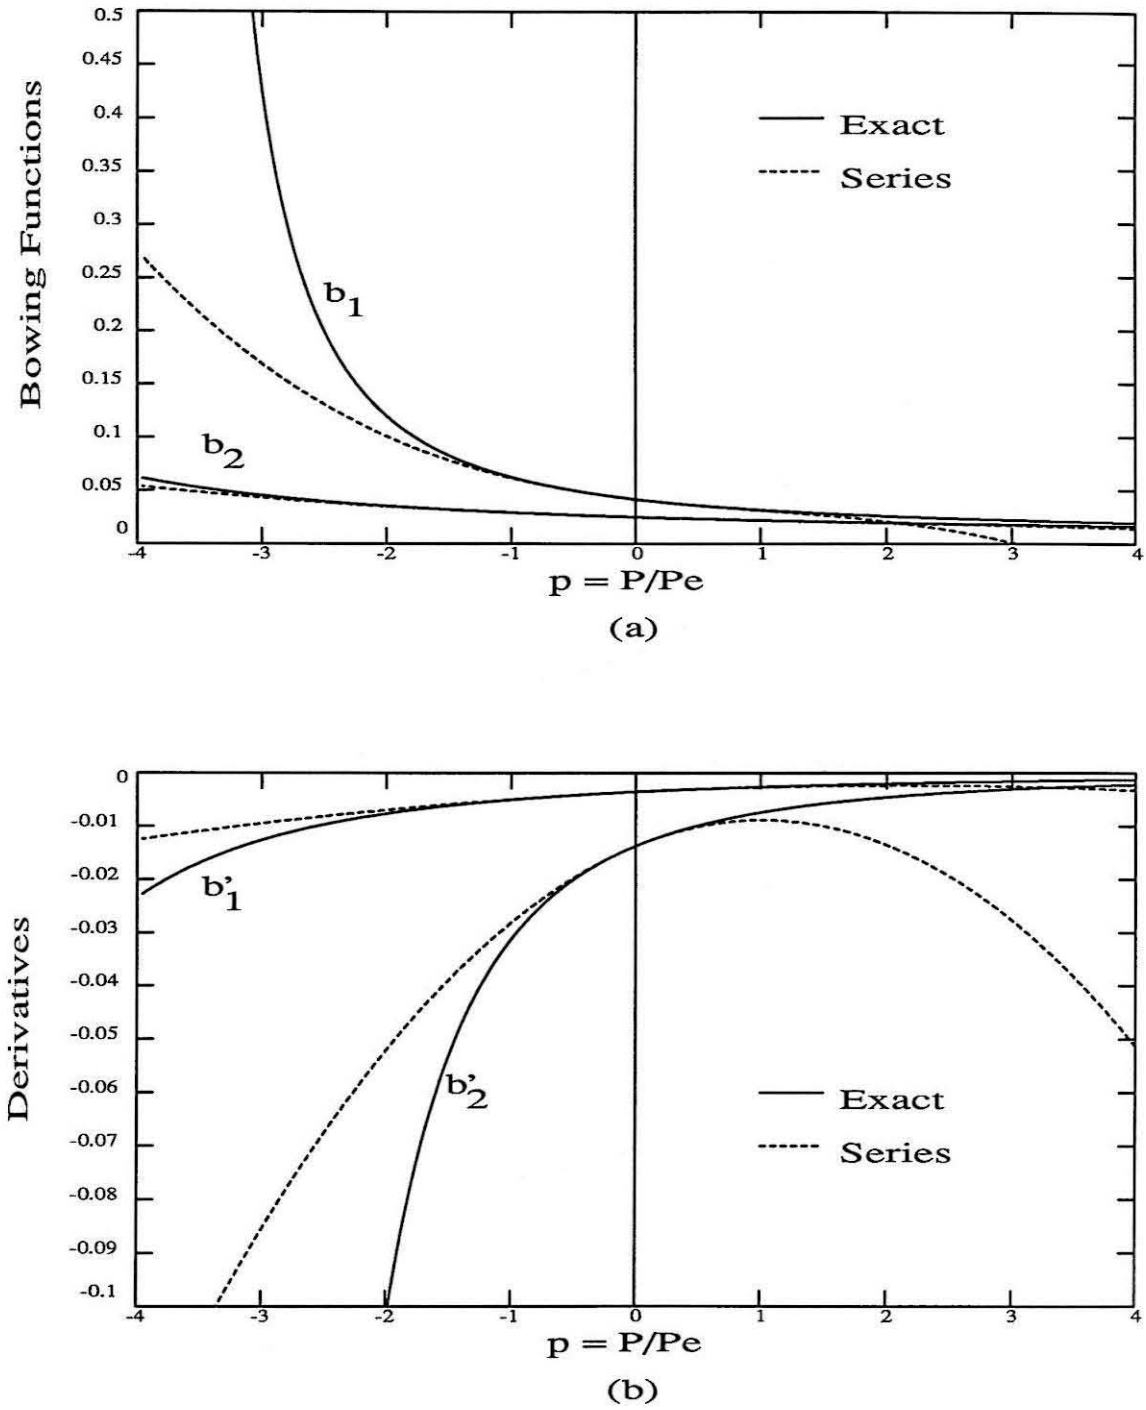 Bowing Functions
0.5
0.45
0.4
0.35
0.3
0.25
0.2
0.15
0.1
0.05
0
Exact
Series
b1
b2
-4 -3 -2 -1 0 1 2 3 4
p = P/Pe
(a)
Derivatives
0
-0.01
-0.02
-0.03
-0.04
-0.05
-0.06
-0.07
-0.08
-0.09
-0.1
b'1
b'2
Exact
Series
-4 -3 -2 -1 0 1 2 3 4
p = P/Pe
(b)